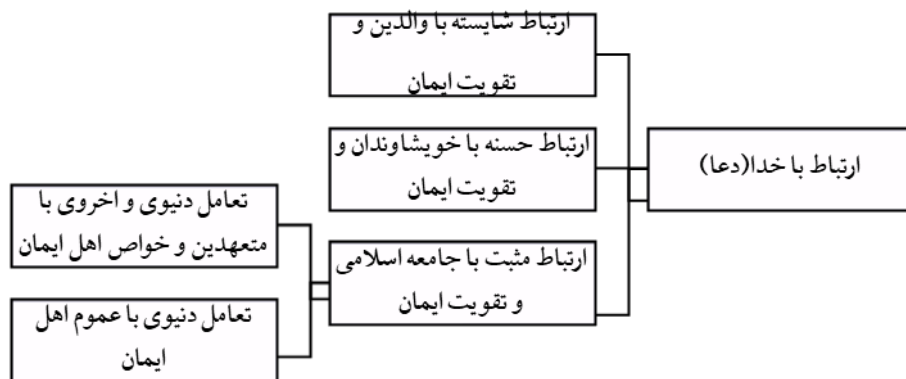 ارتباط با خدا(دعا)
ارتباط شایسته با والدین و
تقویت ایمان
ارتباط حسنه با خویشاوندان و
تقویت ایمان
ارتباط مثبت با جامعه اسلامی
و تقویت ایمان
تعامل دنیوی و اخروی با
متعهدین و خواص اهل ایمان
تعامل دنیوی با عموم اهل
ایمان